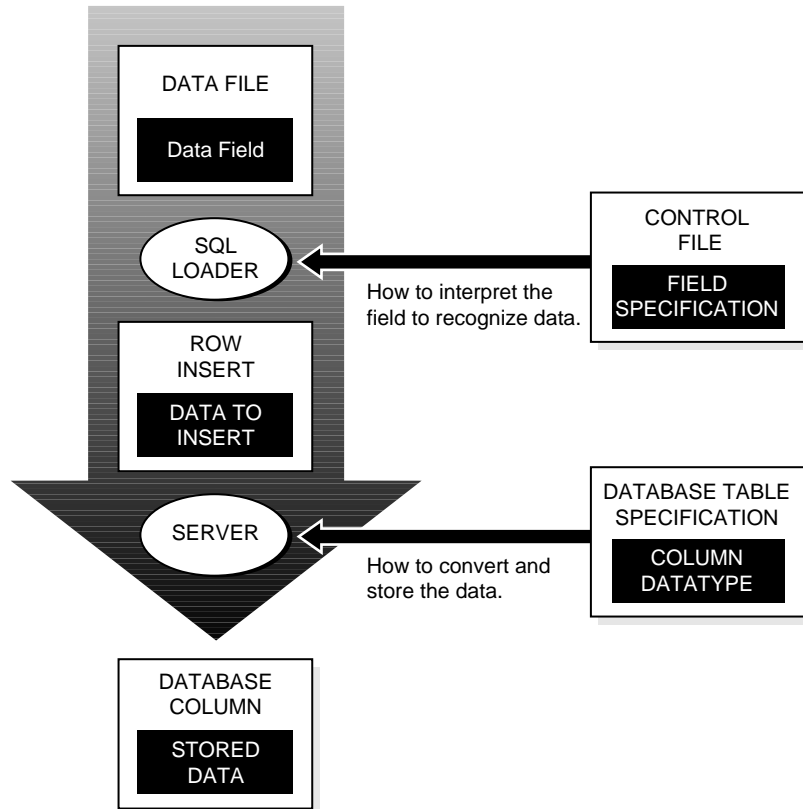 DATA FILE
Data Field
SQL
LOADER
CONTROL
FILE
FIELD
SPECIFICATION
How to interpret the
field to recognize data.
ROW
INSERT
DATA TO
INSERT
SERVER
DATABASE TABLE
SPECIFICATION
COLUMN
DATATYPE
How to convert and
store the data.
DATABASE
COLUMN
STORED
DATA